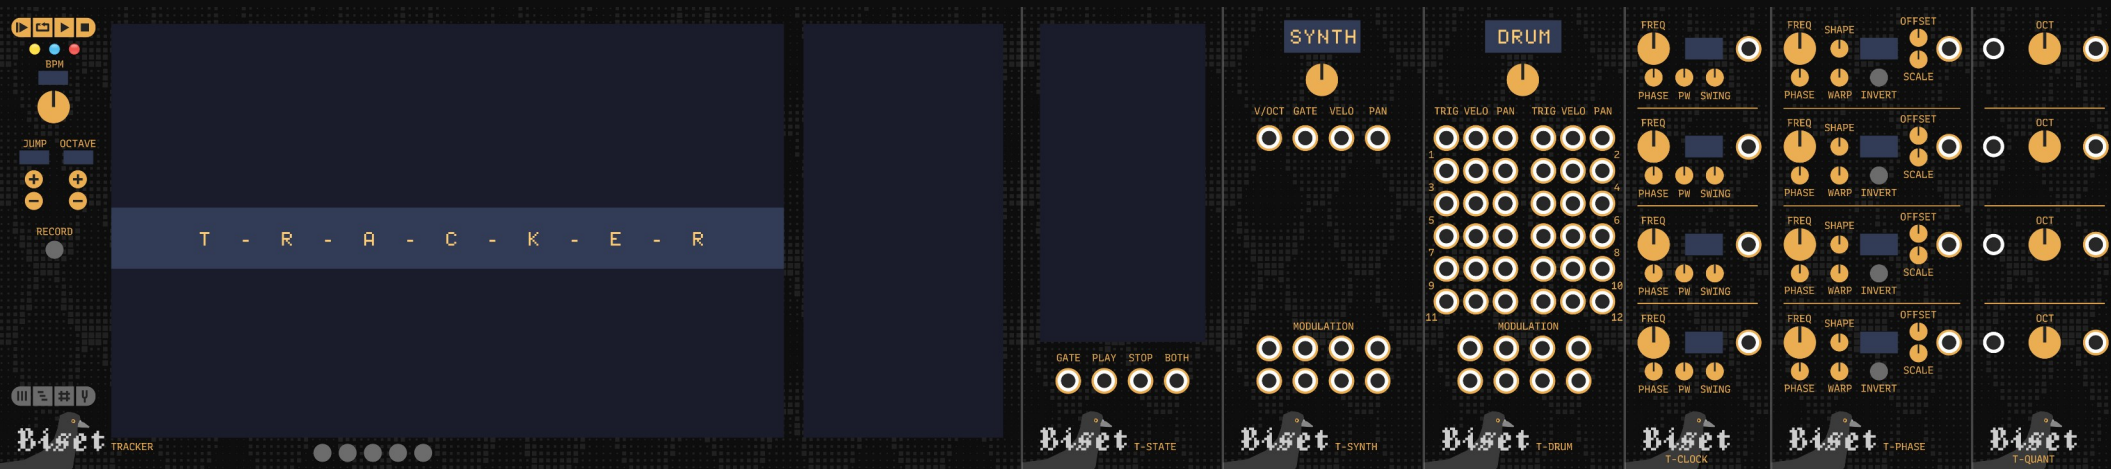 BPM
JUMP OCTAVE
RECORD
T - R - A - C - K - E - R
Biset TRACKER
GATE PLAY STOP BOTH
Biset T-STATE
SYNTH
V/OCT GATE VELO PAN
MODULATION
Biset T-SYNTH
DRUM
TRIG VELO PAN TRIG VELO PAN
1 2
3 4
5 6
7 8
9 10
11 12
MODULATION
Biset T-DRUM
FREQ
PHASE PW SWING
FREQ
PHASE PW SWING
FREQ
PHASE PW SWING
FREQ
PHASE PW SWING
Biset
T-CLOCK
FREQ SHAPE OFFSET
SCALE
PHASE WARP INVERT
FREQ SHAPE OFFSET
SCALE
PHASE WARP INVERT
FREQ SHAPE OFFSET
SCALE
PHASE WARP INVERT
FREQ SHAPE OFFSET
SCALE
PHASE WARP INVERT
Biset T-PHASE
OCT
OCT
OCT
OCT
Biset
T-QUANT